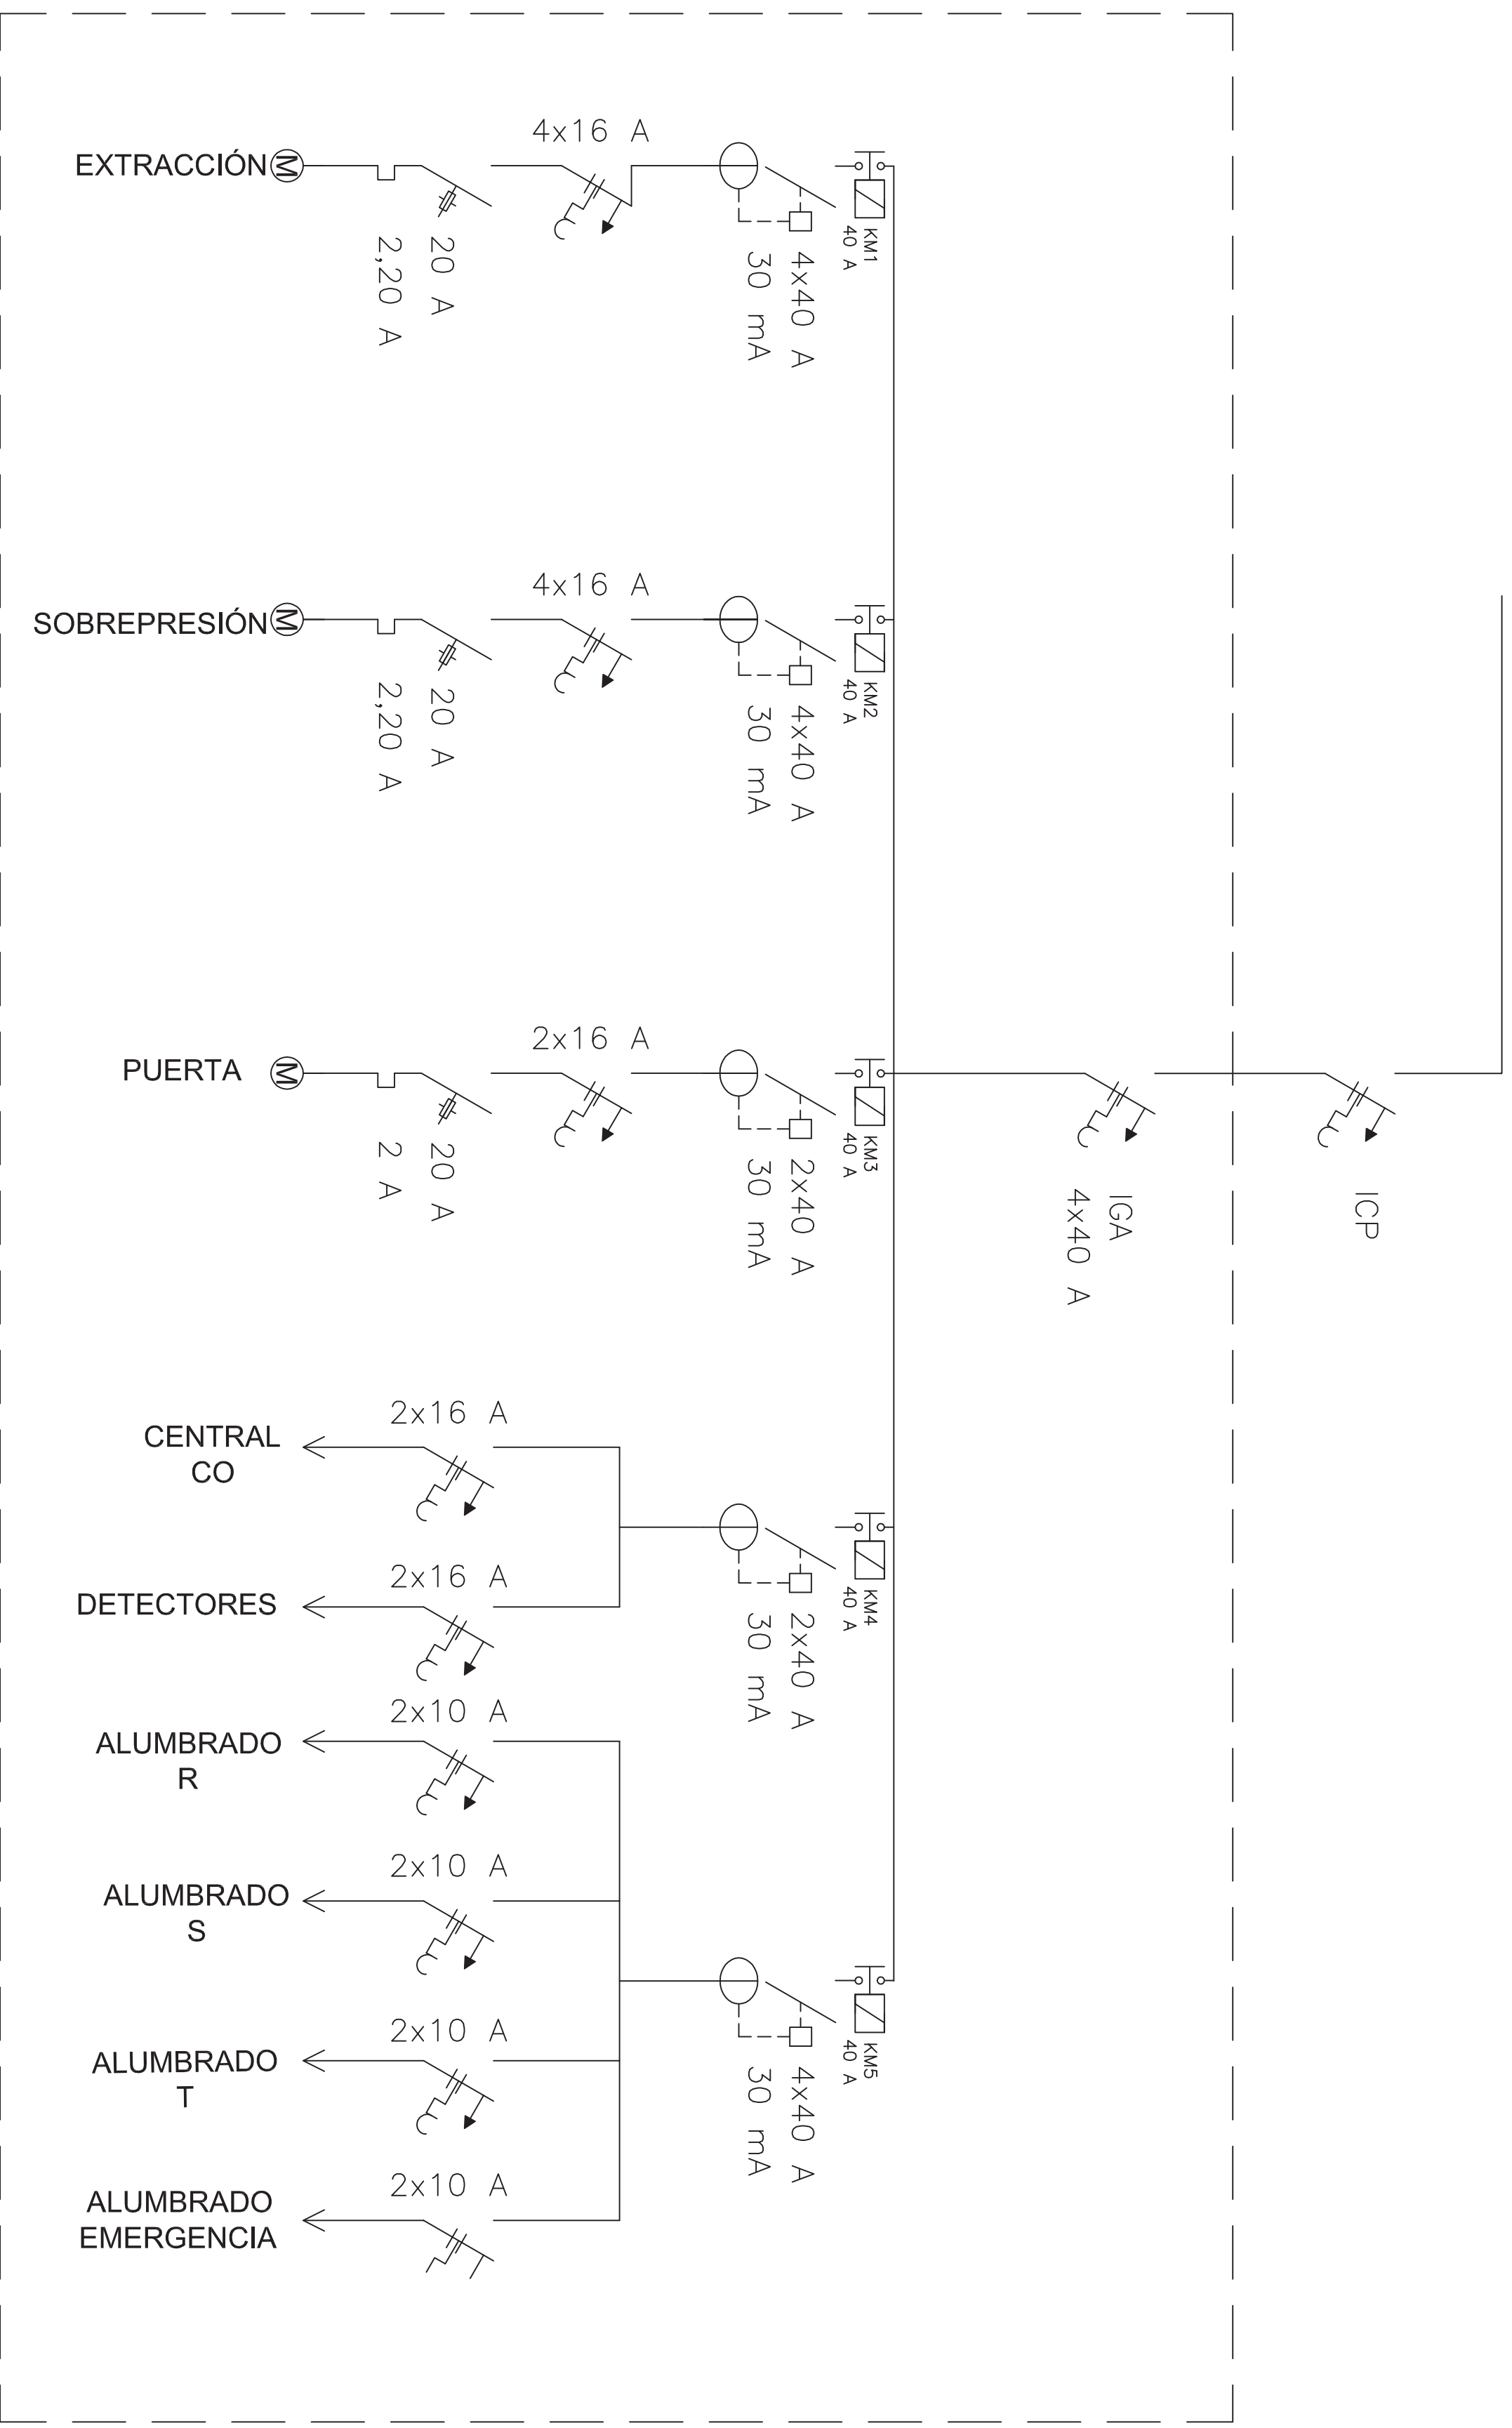 4x16 A
EXTRACCIÓN M
KM1
40 A
4x40 A
30 mA
20 A
2,20 A
4x16 A
SOBREPRESIÓN M
KM2
40 A
4x40 A
30 mA
20 A
2,20 A
2x16 A
PUERTA M
KM3
40 A
2x40 A
30 mA
20 A
2 A
ICP
IGA
4x40 A
2x16 A
CENTRAL
CO
2x16 A
DETECTORES
KM4
40 A
2x40 A
30 mA
2x10 A
ALUMBRADO
R
2x10 A
ALUMBRADO
S
2x10 A
ALUMBRADO
T
KM5
40 A
4x40 A
30 mA
2x10 A
ALUMBRADO
EMERGENCIA